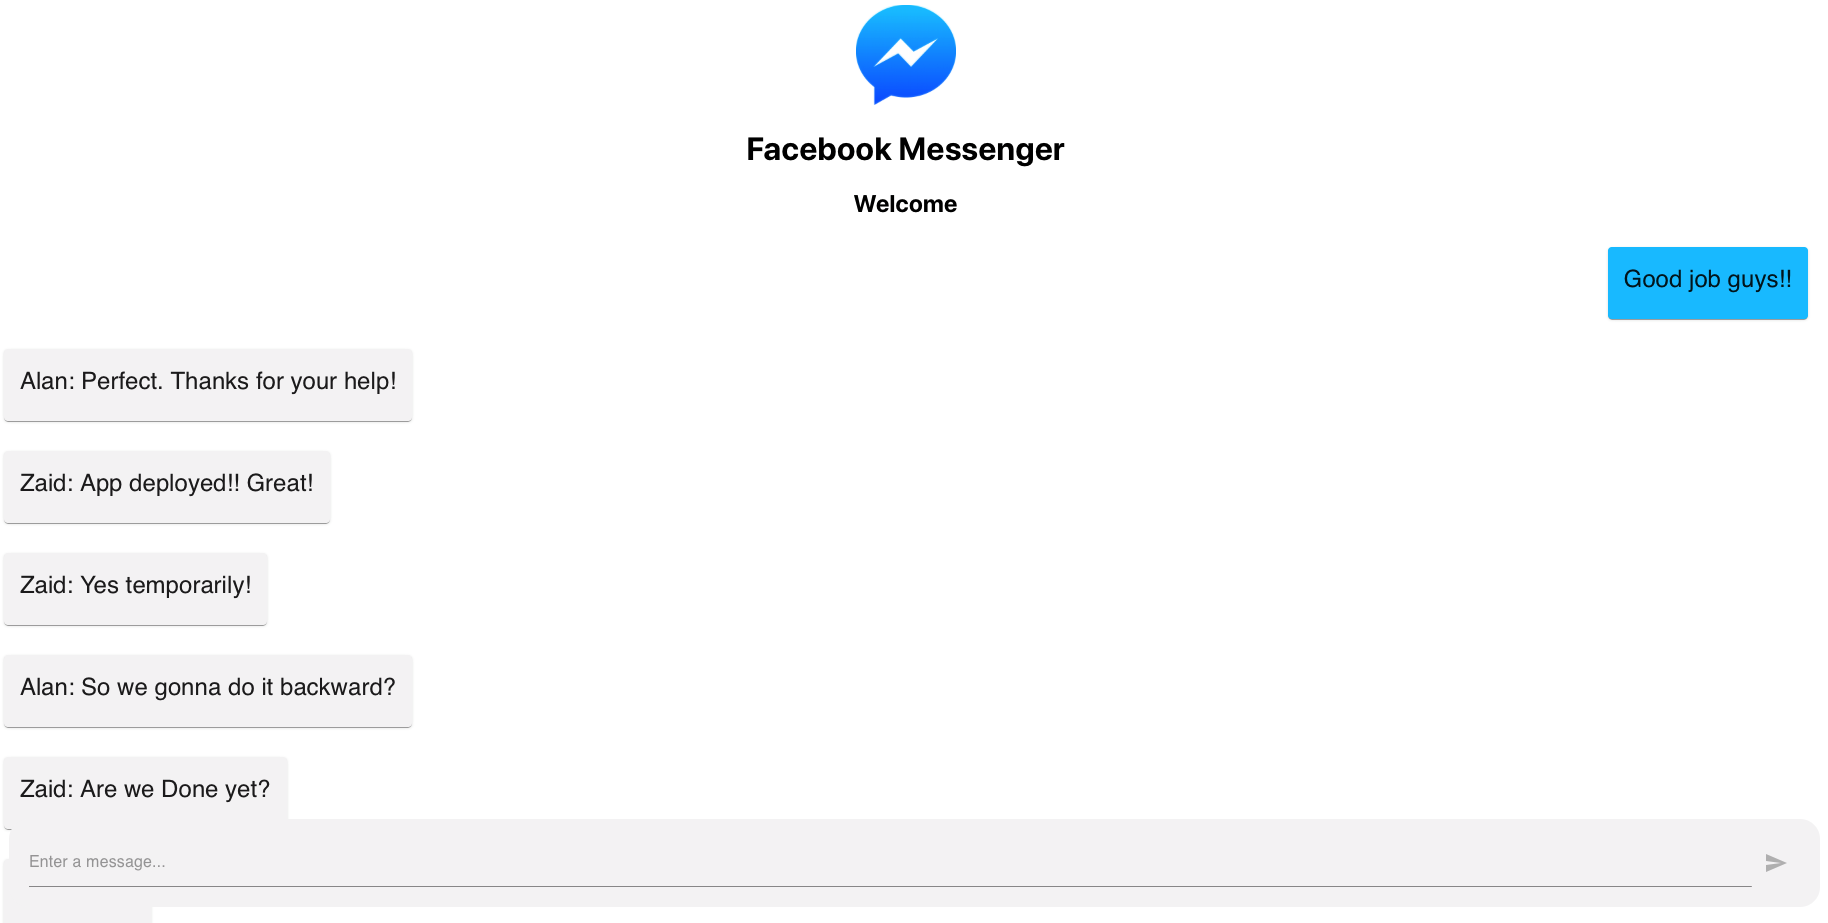 Facebook Messenger
Welcome
Good job guys!!
Alan: Perfect. Thanks for your help!
Zaid: App deployed!! Great!
Zaid: Yes temporarily!
Alan: So we gonna do it backward?
Zaid: Are we Done yet?
Enter a message...